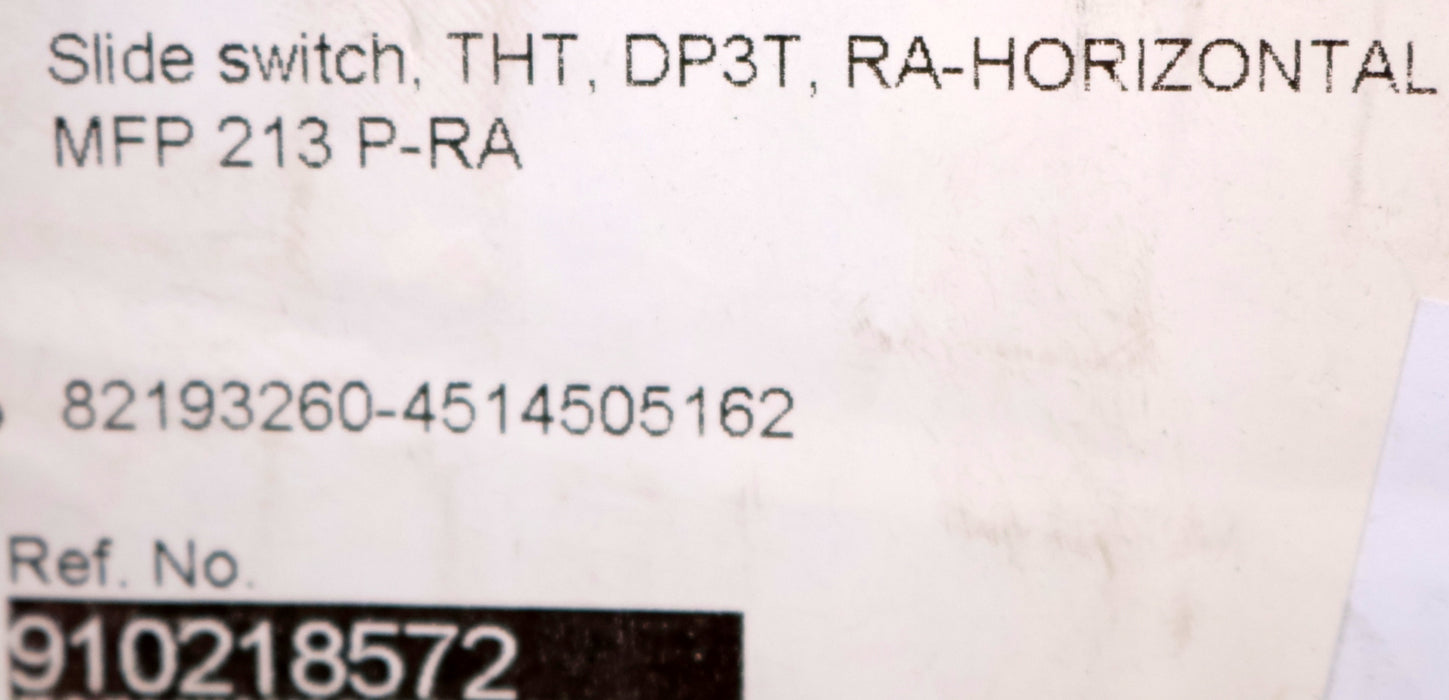 Slide switch, THT, DP3T, RA-HORIZONTAL
MFP 213 P-RA
82193260-4514505162
Ref. No.
910218572